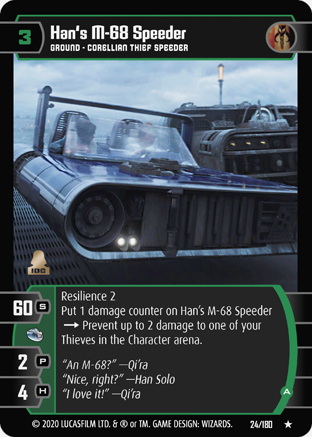 3
Han's M-68 Speeder
GROUND - CORELLIAN THIEF SPEEDER
IDC
60 S
2 P
4 H
Resilience 2
Put 1 damage counter on Han's M-68 Speeder
→ Prevent up to 2 damage to one of your
Thieves in the Character arena.
"An M-68?" —Qi'ra
"Nice, right?" —Han Solo
"I love it!" —Qi'ra
A
© 2020 LUCASFILM LTD. & ® or TM. GAME DESIGN: WIZARDS. 24/180 ★